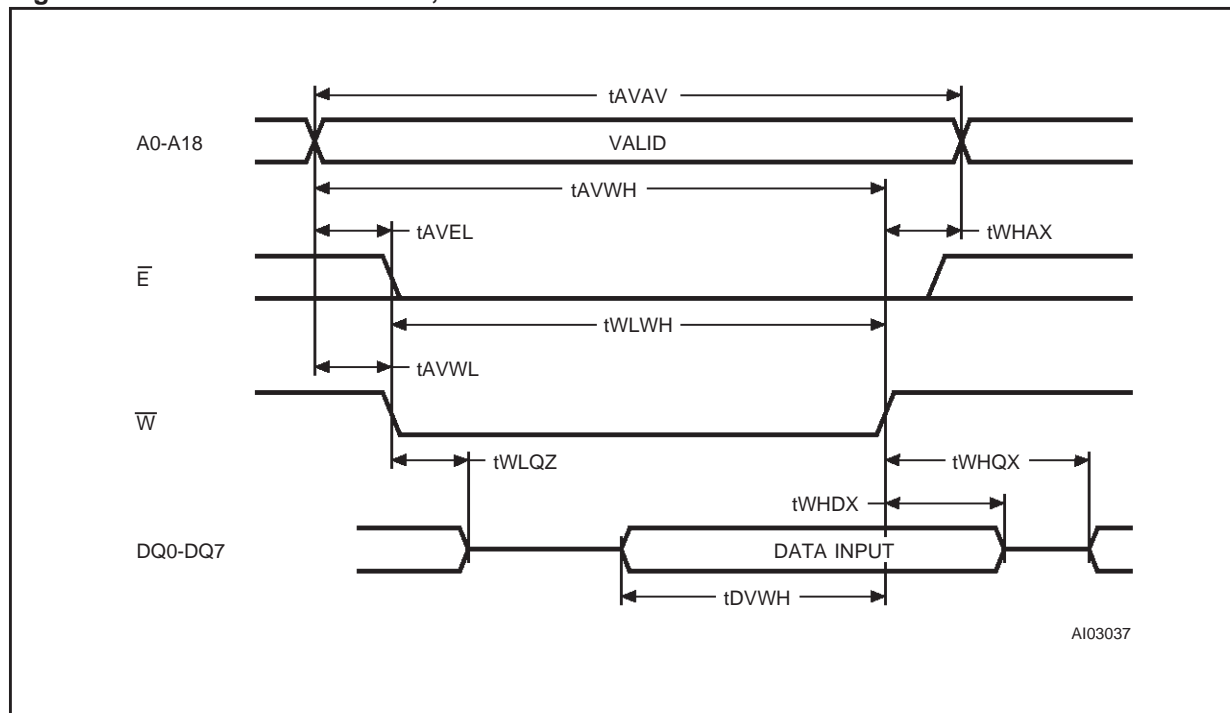 tAVAV
A0-A18
VALID
tAVWH
tAVEL
tWHAX
E
tWLWH
tAVWL
W
tWLQZ
tWHQX
tWHDX
DQ0-DQ7
DATA INPUT
tDVWH
AI03037